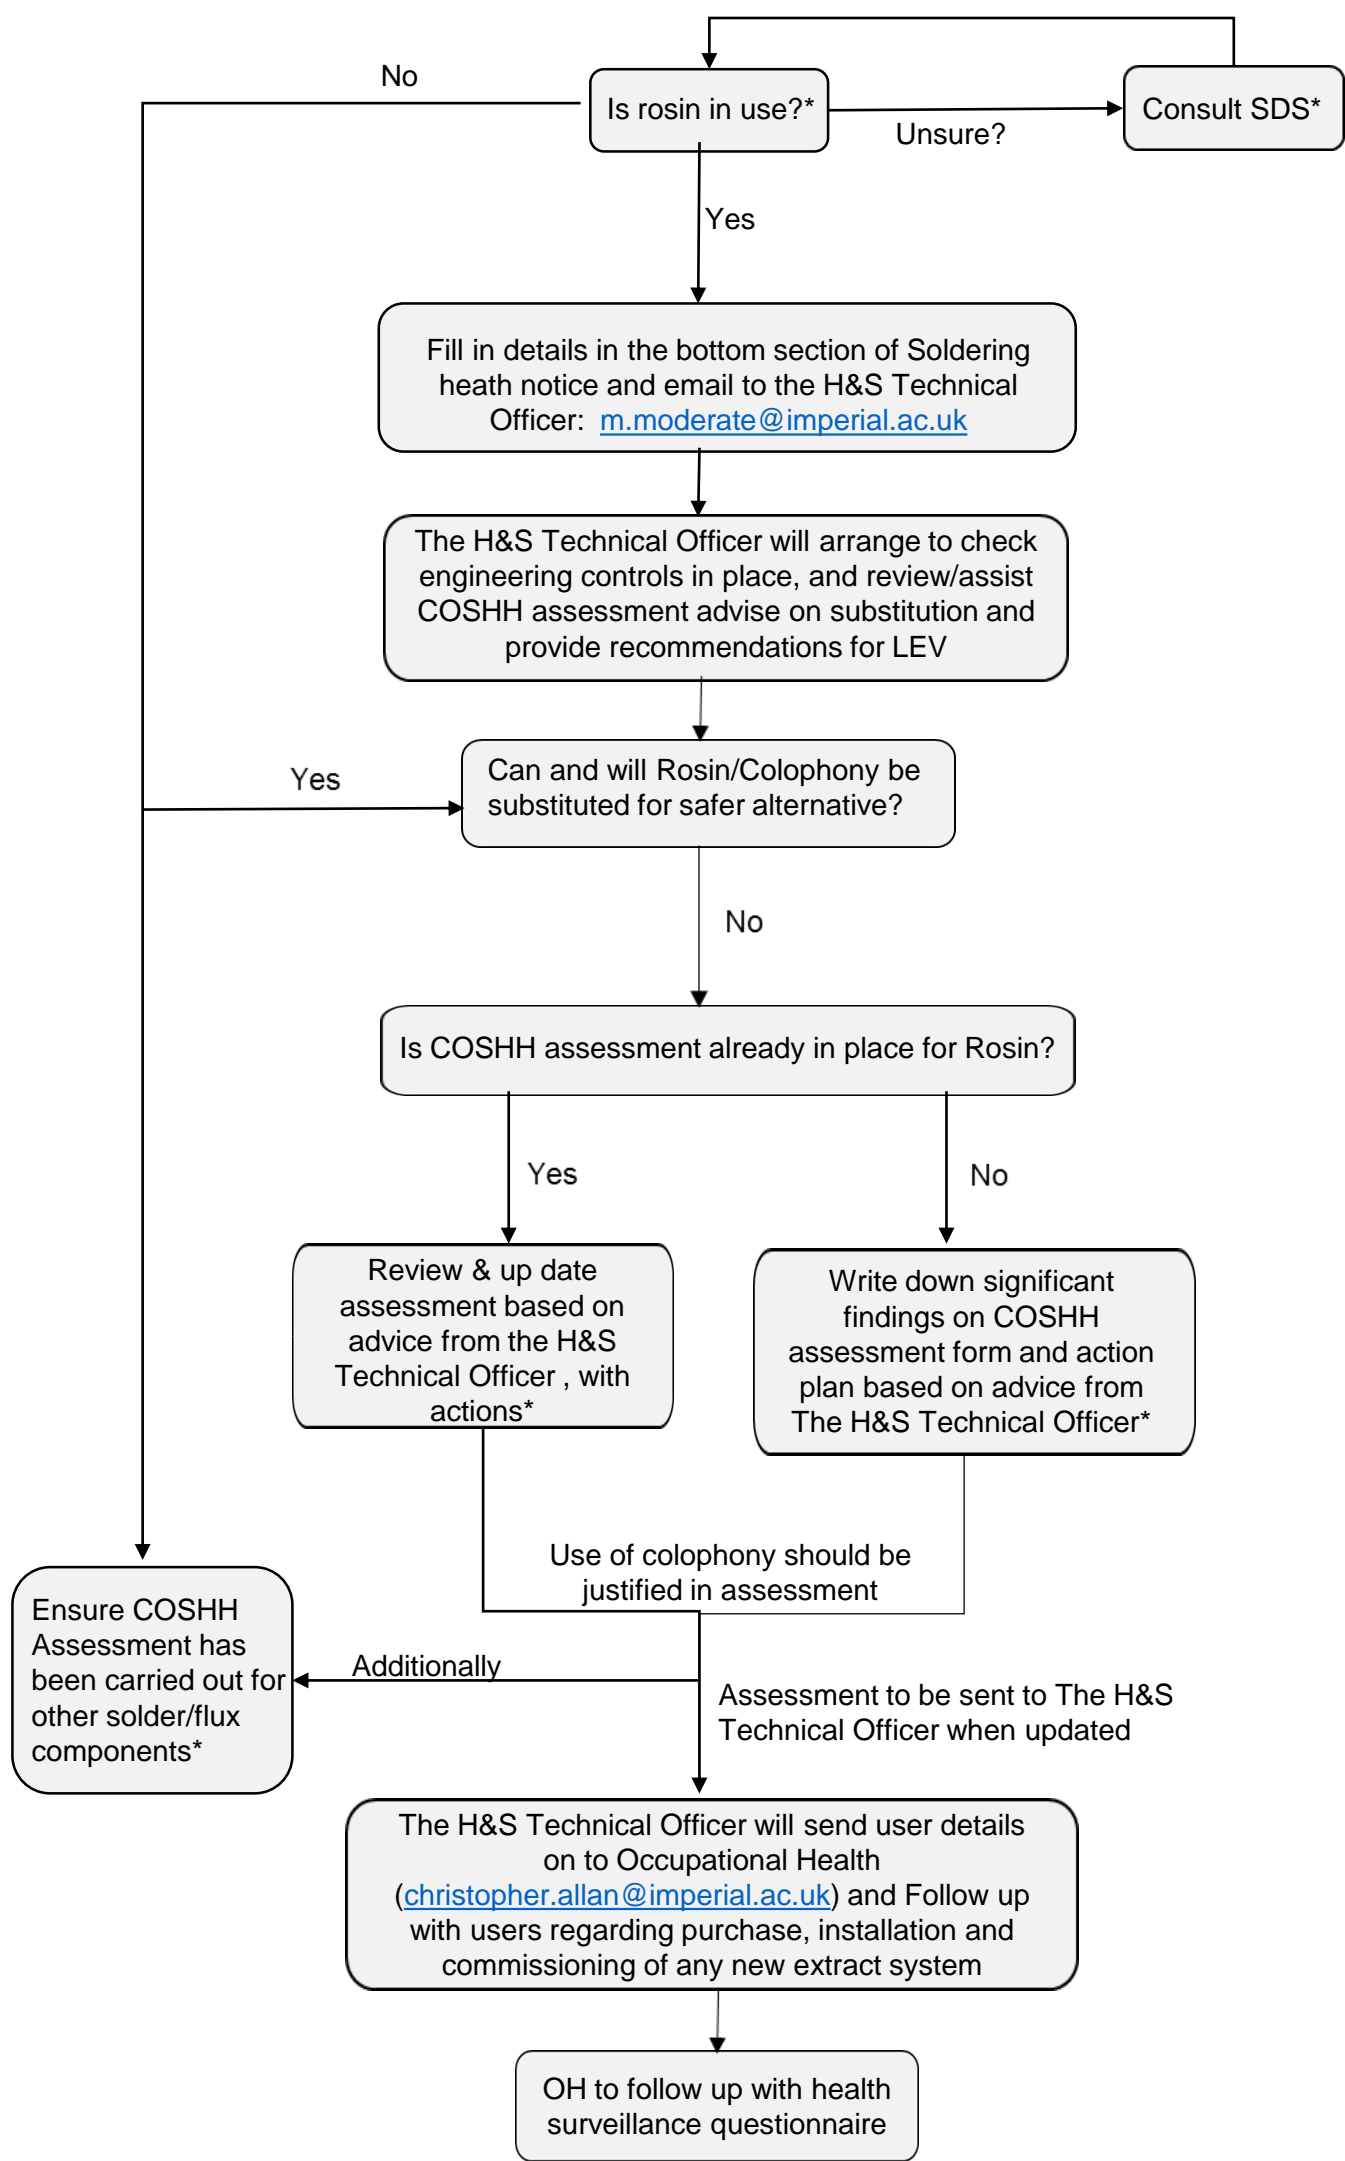 No
Is rosin in use?*
Unsure?
Consult SDS*
Yes
Fill in details in the bottom section of Soldering
heath notice and email to the H&S Technical
Officer: m.moderate@imperial.ac.uk
The H&S Technical Officer will arrange to check
engineering controls in place, and review/assist
COSHH assessment advise on substitution and
provide recommendations for LEV
Yes
Can and will Rosin/Colophony be
substituted for safer alternative?
No
Is COSHH assessment already in place for Rosin?
Yes
No
Review & up date
assessment based on
advice from the H&S
Technical Officer , with
actions*
Write down significant
findings on COSHH
assessment form and action
plan based on advice from
The H&S Technical Officer*
Use of colophony should be
justified in assessment
Ensure COSHH
Assessment has
been carried out for
other solder/flux
components*
Additionally
Assessment to be sent to The H&S
Technical Officer when updated
The H&S Technical Officer will send user details
on to Occupational Health
(christopher.allan@imperial.ac.uk) and Follow up
with users regarding purchase, installation and
commissioning of any new extract system
OH to follow up with health
surveillance questionnaire